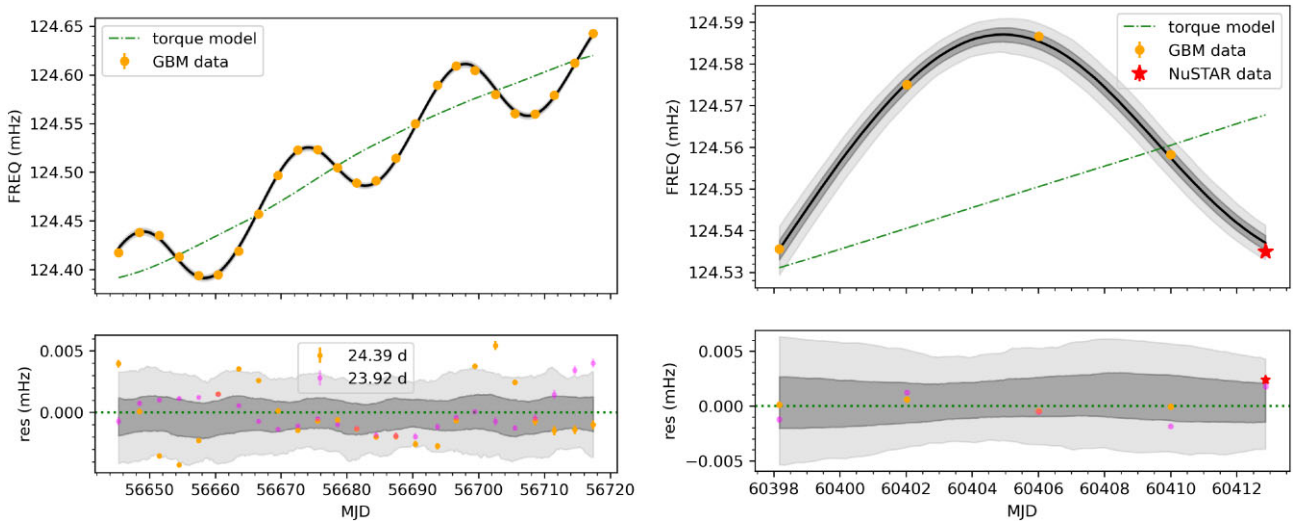 124.65
124.60
124.55
124.50
124.45
124.40
FREQ (mHz)
torque model
GBM data
0.005
0.000
res (mHz)
24.39 d
23.92 d
56650 56660 56670 56680 56690 56700 56710 56720
MJD
124.59
124.58
124.57
124.56
124.55
124.54
124.53
FREQ (mHz)
torque model
GBM data
NuSTAR data
0.005
0.000
−0.005
res (mHz)
60398 60400 60402 60404 60406 60408 60410 60412
MJD